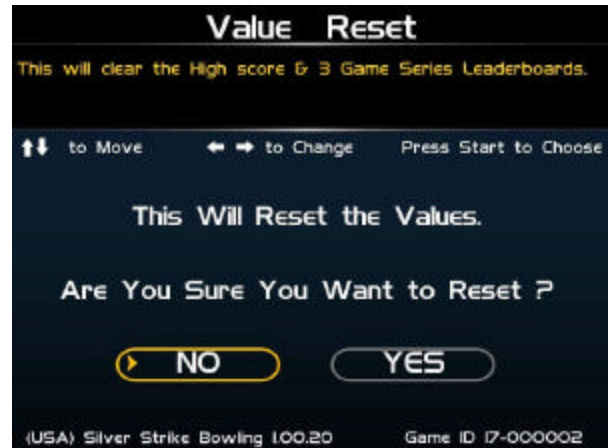 Value Reset
This will clear the High score & 3 Game Series Leaderboards.
to Move to Change Press Start to Choose
This Will Reset the Values.
Are You Sure You Want to Reset ?
NO YES
(USA) Silver Strike Bowling 1.00.20 Game ID 17-000002